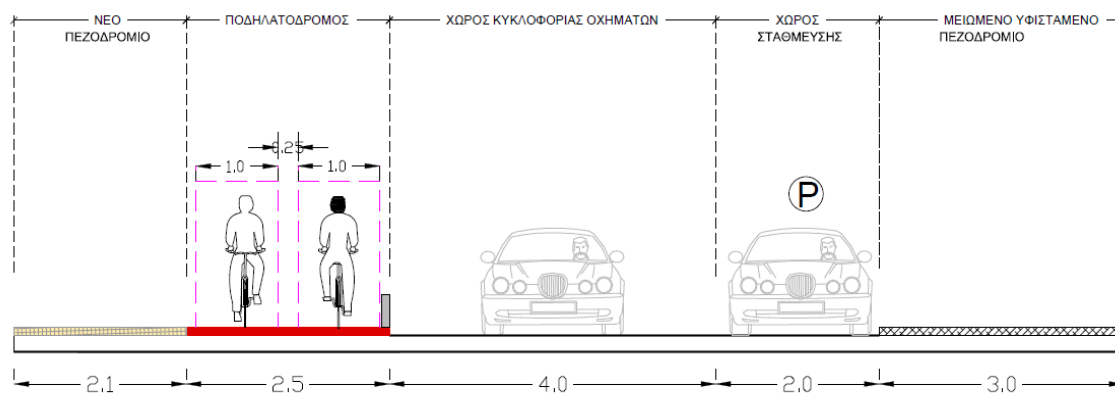 ΝΕΟ
ΠΕΖΟΔΡΟΜΙΟ
ΠΟΔΗΛΑΤΟΔΡΟΜΟΣ
ΧΩΡΟΣ ΚΥΚΛΟΦΟΡΙΑΣ ΟΧΗΜΑΤΩΝ
ΧΩΡΟΣ
ΣΤΑΘΜΕΥΣΗΣ
ΜΕΙΩΜΕΝΟ ΥΦΙΣΤΑΜΕΝΟ
ΠΕΖΟΔΡΟΜΙΟ
0.25
1.0
1.0
P
2.1
2.5
4.0
2.0
3.0